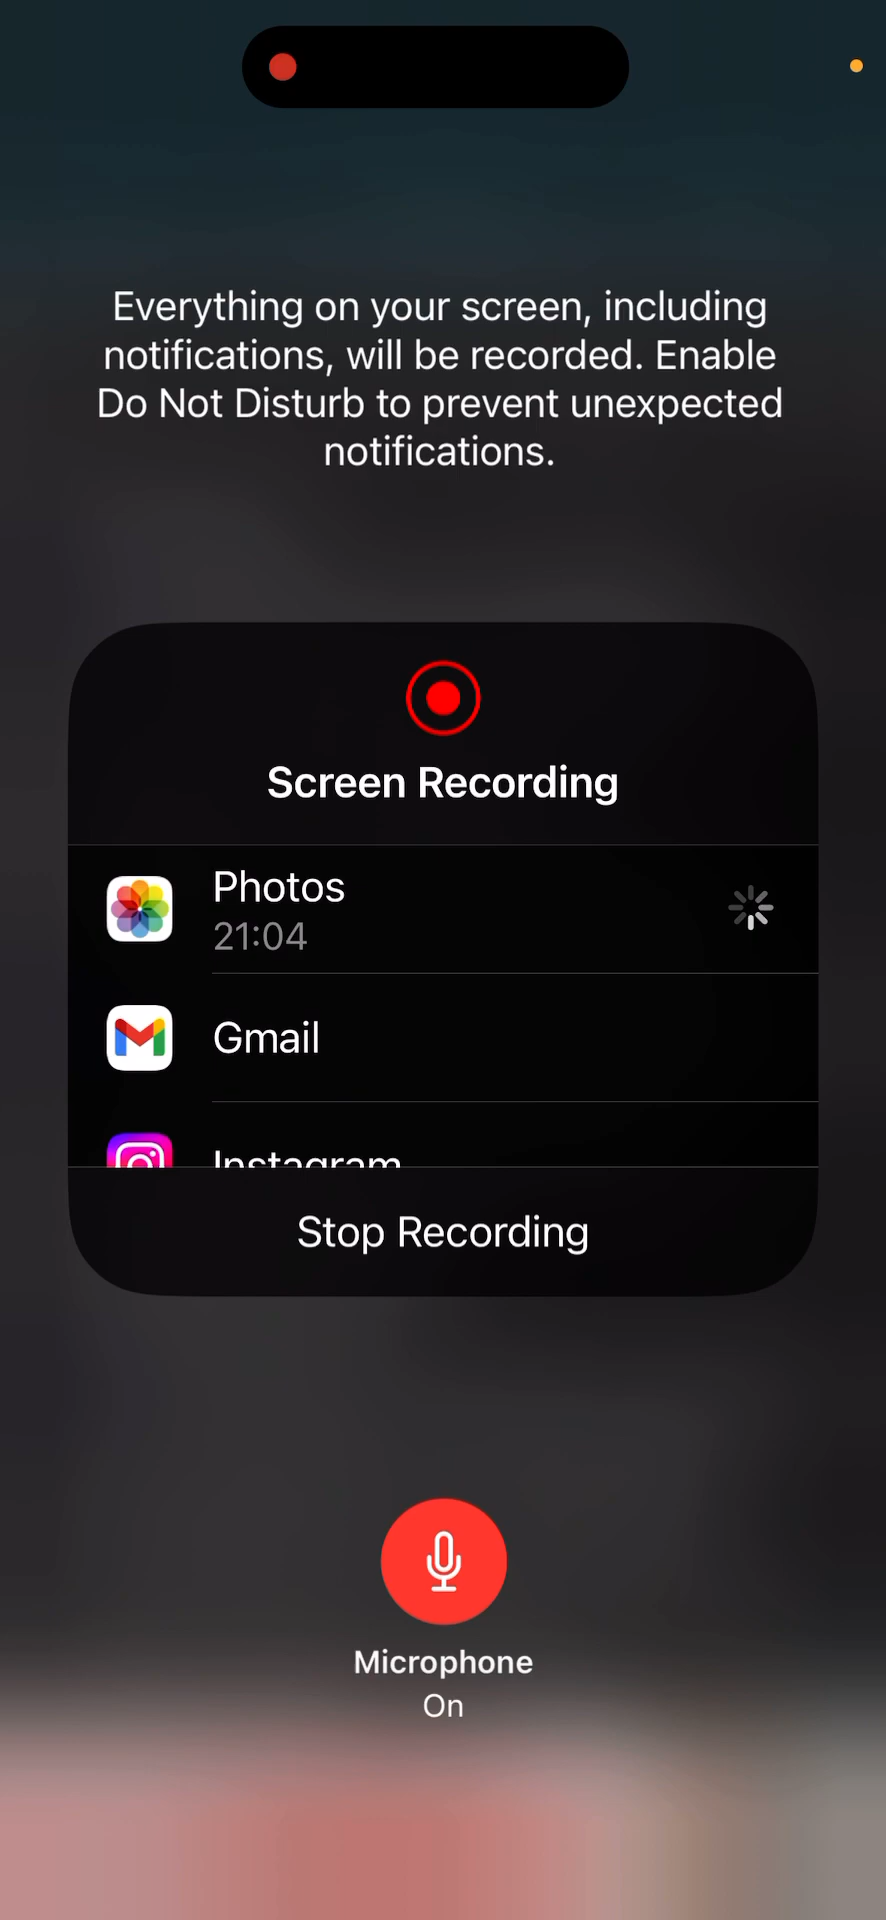 Everything on your screen, including
notifications, will be recorded. Enable
Do Not Disturb to prevent unexpected
notifications.
Screen Recording
Photos
21:04
Gmail
Instagram
Stop Recording
Microphone
On